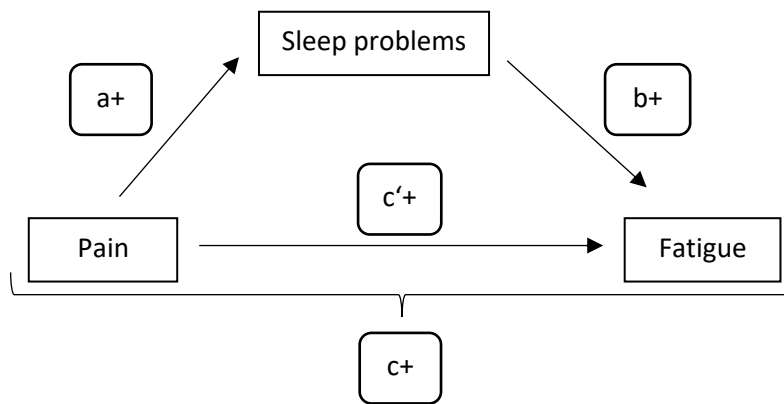 Sleep problems
a+
b+
c‘+
Pain
Fatigue
c+